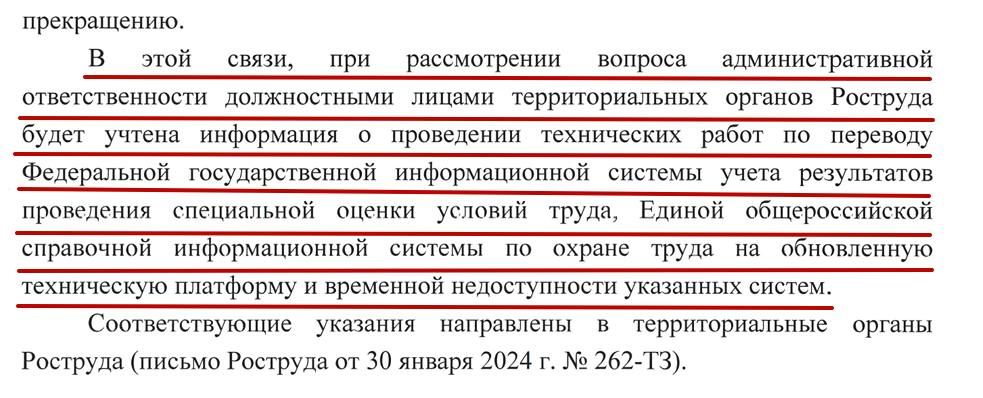 прекращению.
В этой связи, при рассмотрении вопроса административной
ответственности должностными лицами территориальных органов Роструда
будет учтена информация о проведении технических работ по переводу
Федеральной государственной информационной системы учета результатов
проведения специальной оценки условий труда, Единой общероссийской
справочной информационной системы по охране труда на обновленную
техническую платформу и временной недоступности указанных систем.
Соответствующие указания направлены в территориальные органы
Роструда (письмо Роструда от 30 января 2024 г. № 262-ТЗ).